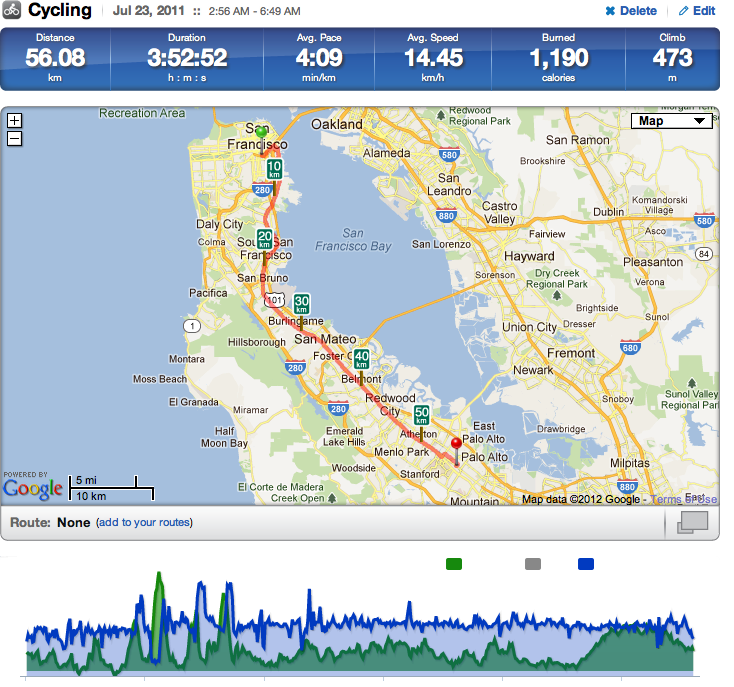 Cycling Jul 23, 2011 :: 2:56 AM - 6:49 AM Delete Edit
Distance Duration Avg. Pace Avg. Speed Burned Climb
56.08 3:52:52 4:09 14.45 1,190 473
km h : m : s min/km km/h calories m
Recreation Area
Redwood
Regional Park
+
−
Map
San
Francisco
Oakland
Alameda
San Ramon
580
Brookshire
10
km
280
San
Leandro
Komandorski
Village
Castro
Valley
Dublin
880
580
Daly City
Colma
20
km
South San
Francisco
San
Francisco Bay
San Lorenzo
Fairview
Asco
84
Hayward
Pleasanton
San Bruno
Sorenson
Dry Creek
Regional Park
Verona
Pacifica
101
30
km
Brightside
Sunol
1
Burlingame
Union City
Dresser
Hillsborough
San Mateo
680
Montara
280
Foster C
40
km
Fremont
Moss Beach
Belmont
Newark
Sunol Valley
Regional Park
El Granada
Miramar
280
Redwood
City
Snoboy
50
km
Half
Moon Bay
Emerald
Lake Hills
Atherton
East
Palo Alto
Drawbridge
Menlo Park
Palo Alto
Milpitas
Woodside
Stanford
POWERED BY
Google
5 mi
10 km
El Corte de Madera
Creek Open
880
Mountain
Map data ©2012 Google - Terms of Use
East
Route: None (add to your routes)